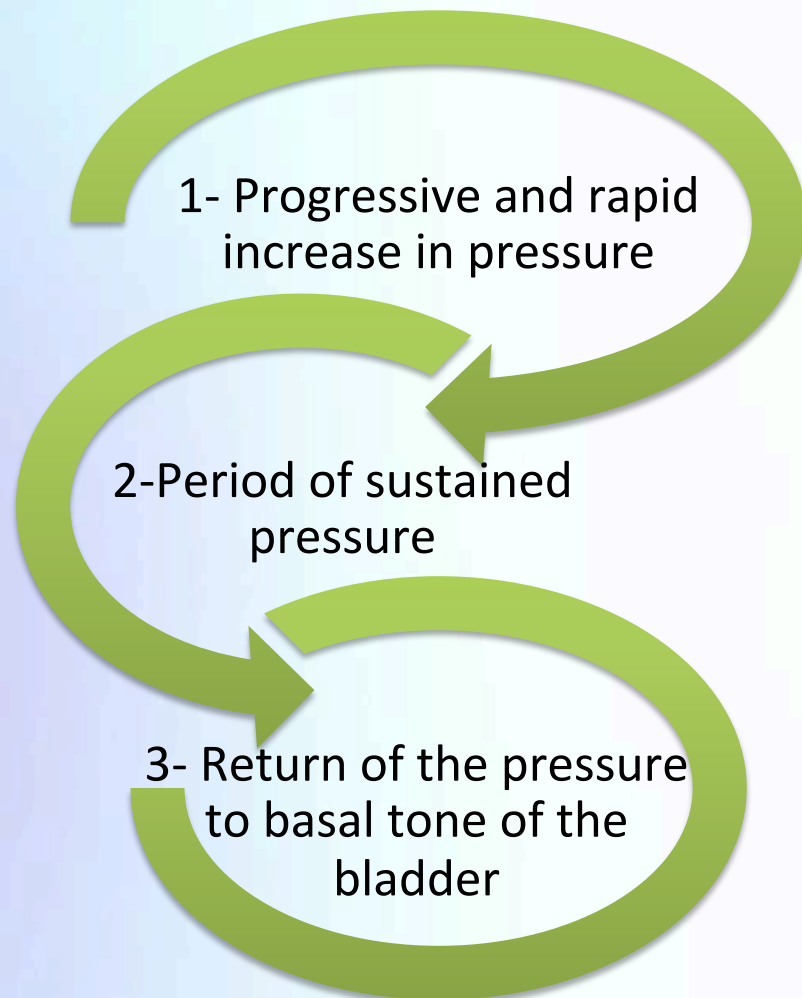 1- Progressive and rapid
increase in pressure
2-Period of sustained
pressure
3- Return of the pressure
to basal tone of the
bladder